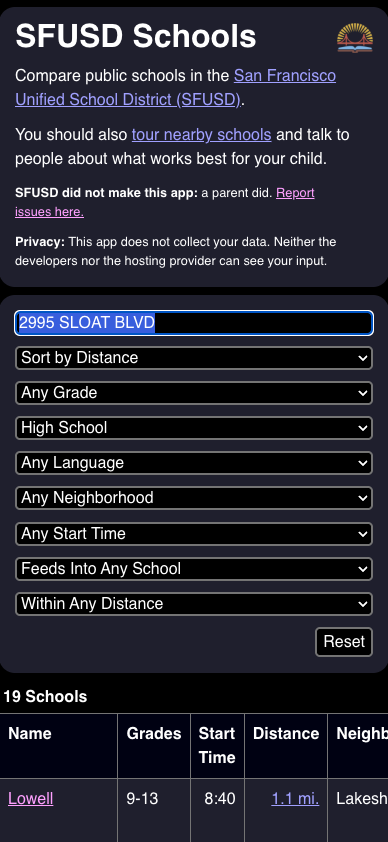 SFUSD Schools
Compare public schools in the San Francisco
Unified School District (SFUSD).
You should also tour nearby schools and talk to
people about what works best for your child.
SFUSD did not make this app: a parent did. Report
issues here.
Privacy: This app does not collect your data. Neither the
developers nor the hosting provider can see your input.
2995 SLOAT BLVD
Sort by Distance
Any Grade
High School
Any Language
Any Neighborhood
Any Start Time
Feeds Into Any School
Within Any Distance
Reset
19 Schools
Name Grades Start Time Distance Neighb
Lowell 9-13 8:40 1.1 mi. Lakesh